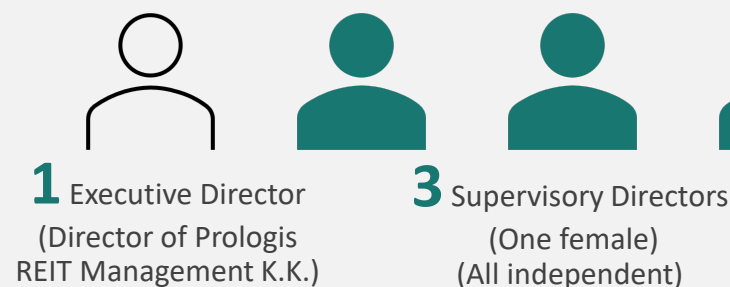 1 Executive Director
(Director of Prologis
REIT Management K.K.)
3 Supervisory Directors
(One female)
(All independent)